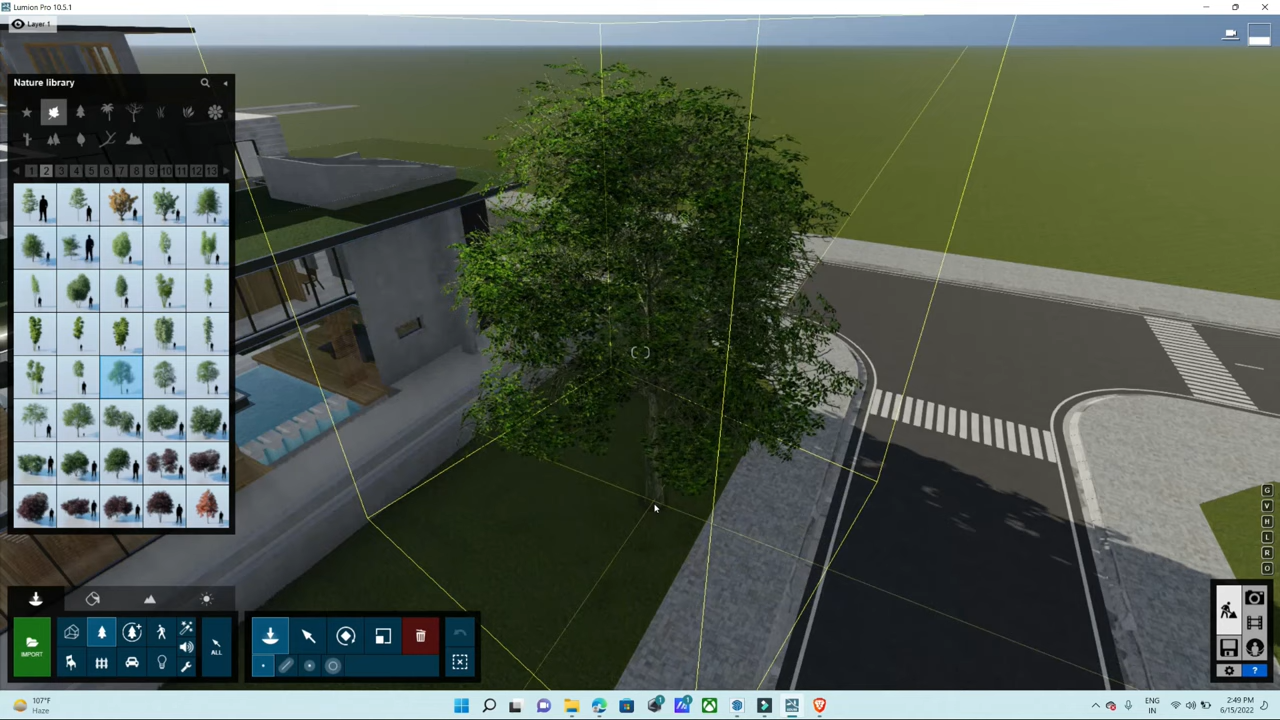 Lumion Pro 10.5.1
Layer 1
Nature library
1 2 3 4 5 6 7 8 9 10 11 12 13
IMPORT
ALL
G
V
H
L
R
O
?
107°F
Haze
ENG
IN
2:49 PM
6/15/2022